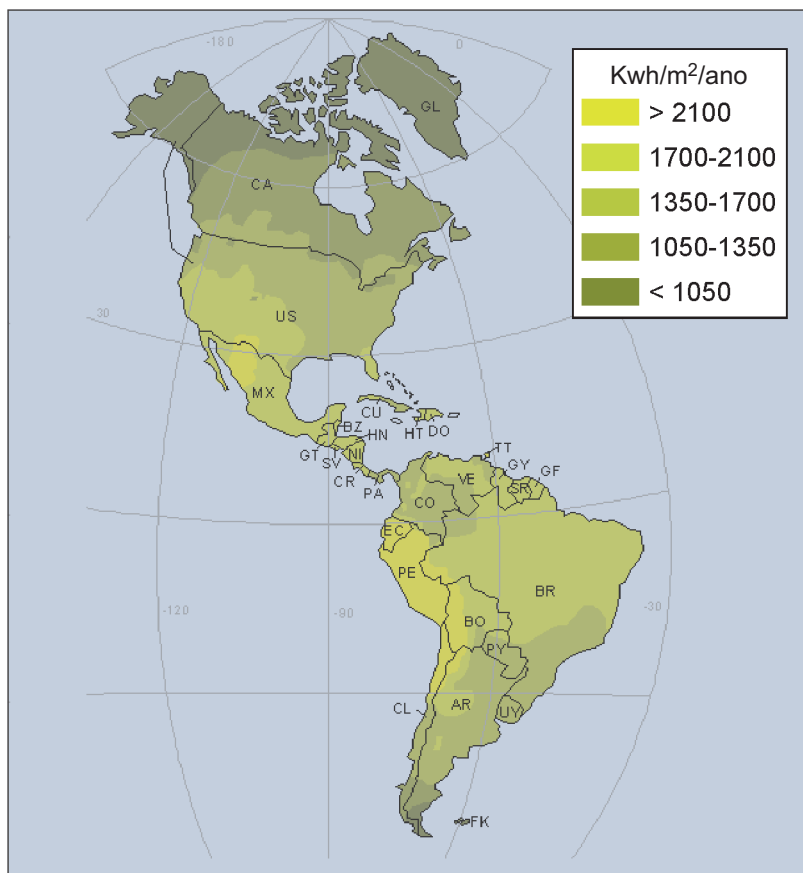 -180
0
Kwh/m²/ano
> 2100
1700-2100
1350-1700
1050-1350
< 1050
GL
CA
US
30
MX
CU
BZ
HN
HT
DO
GT
SV
NI
CR
PA
TT
VE
GY
GF
SR
CO
EC
PE
BR
-120
-90
-30
BO
PY
CL
AR
UY
FK